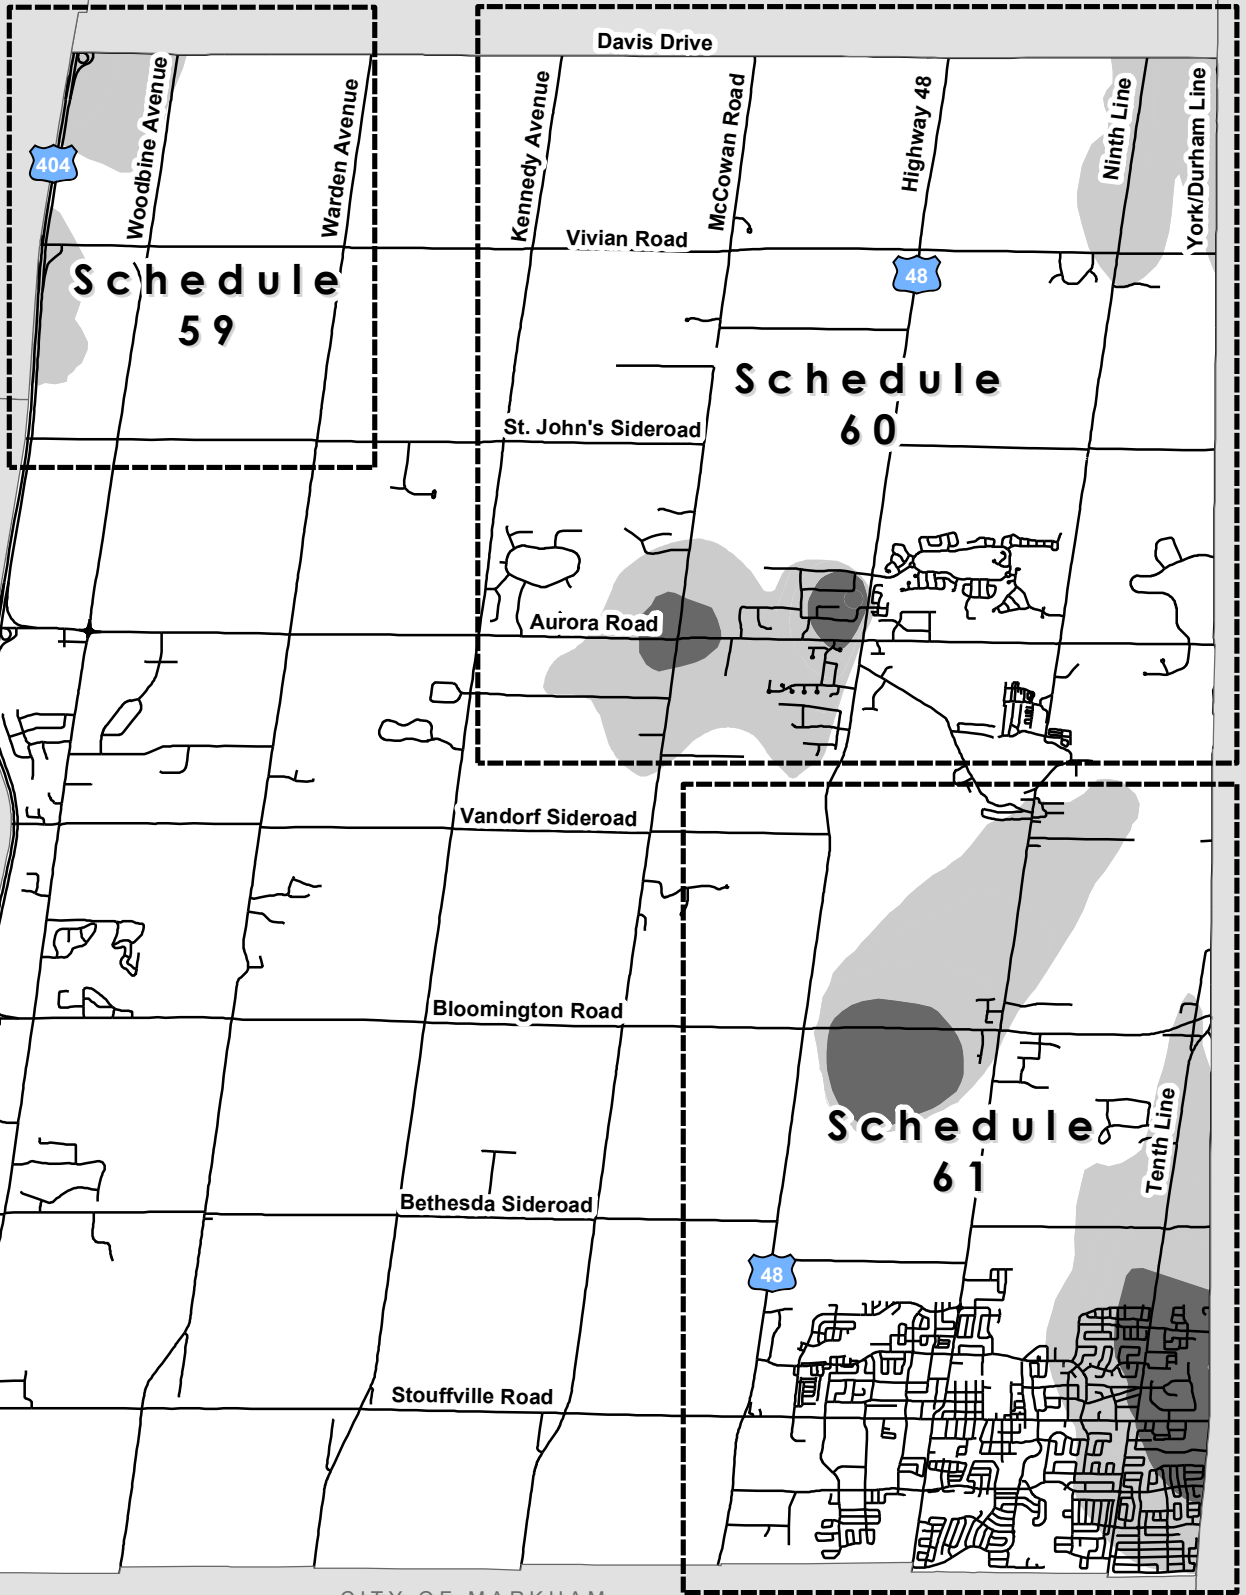 Davis Drive
Woodbine Avenue
Warden Avenue
Kennedy Avenue
McCowan Road
Highway 48
Ninth Line
York/Durham Line
404
Vivian Road
48
Schedule
59
Schedule
60
St. John's Sideroad
Aurora Road
Vandorf Sideroad
Bloomington Road
Schedule
61
Tenth Line
Bethesda Sideroad
48
Stouffville Road
CITY OF MARKHAM